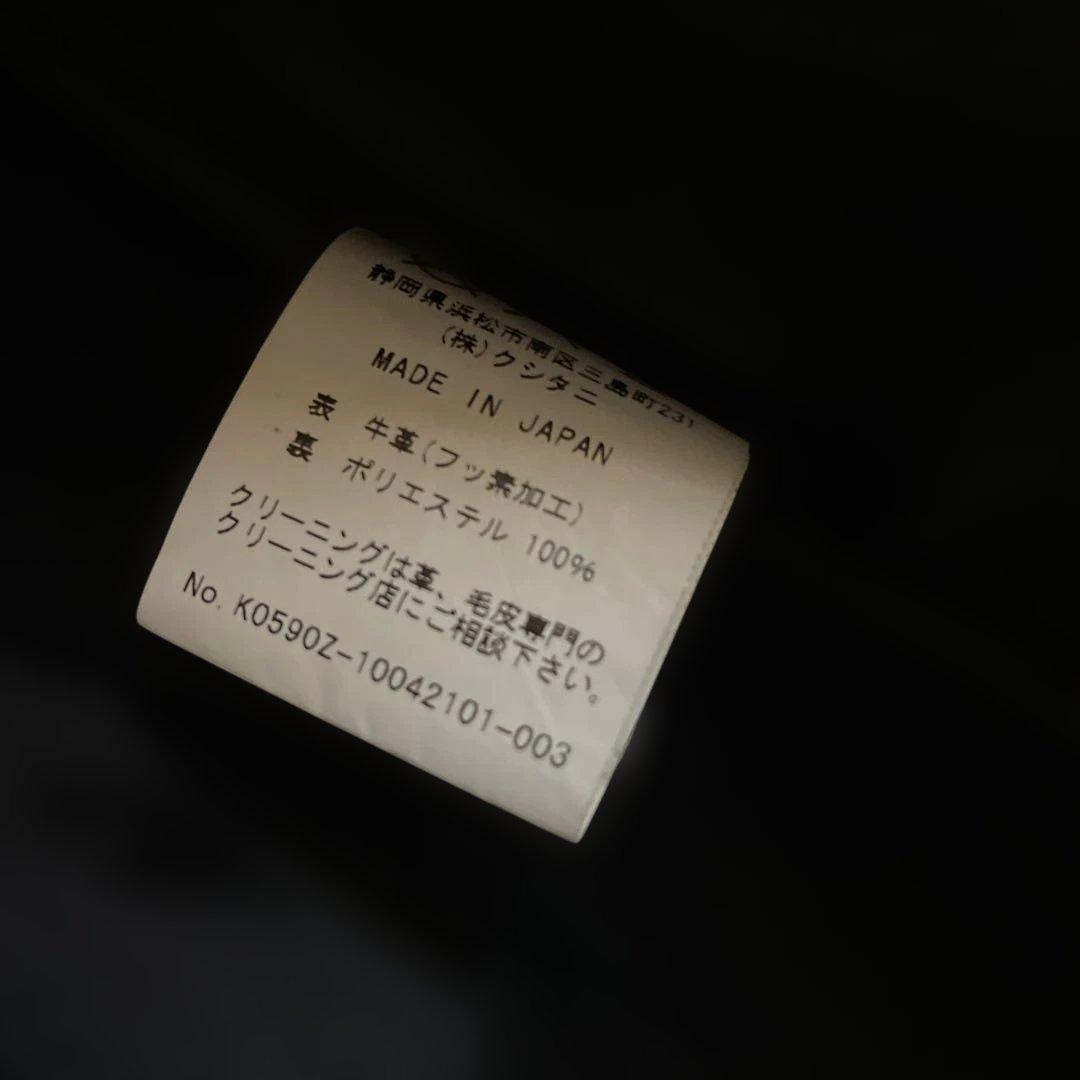 静岡県浜松市南区三島町231
(株)クシタニ
MADE IN JAPAN
表 牛革(フッ素加工)
裏 ポリエステル 100%
クリーニングは革、毛皮専門の
クリーニング店にご相談下さい。
No. K0590Z-10042101-003